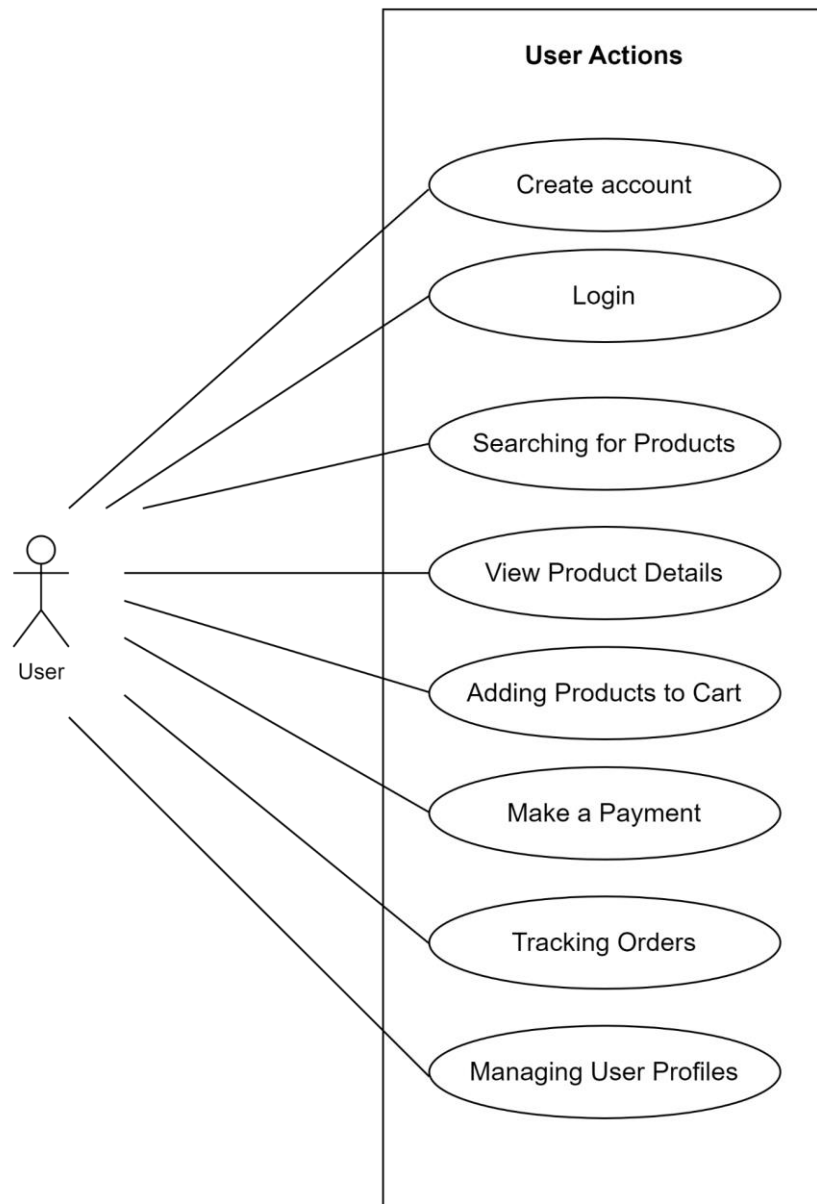 User Actions
Create account
Login
Searching for Products
View Product Details
User
Adding Products to Cart
Make a Payment
Tracking Orders
Managing User Profiles